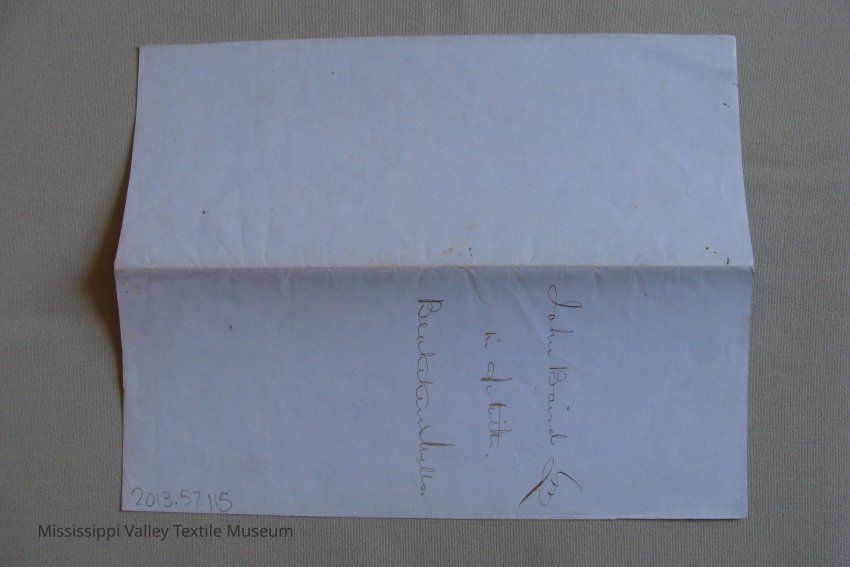 John Baird Esq
in a/c with.
2013.57.115
Mississippi Valley Textile Museum